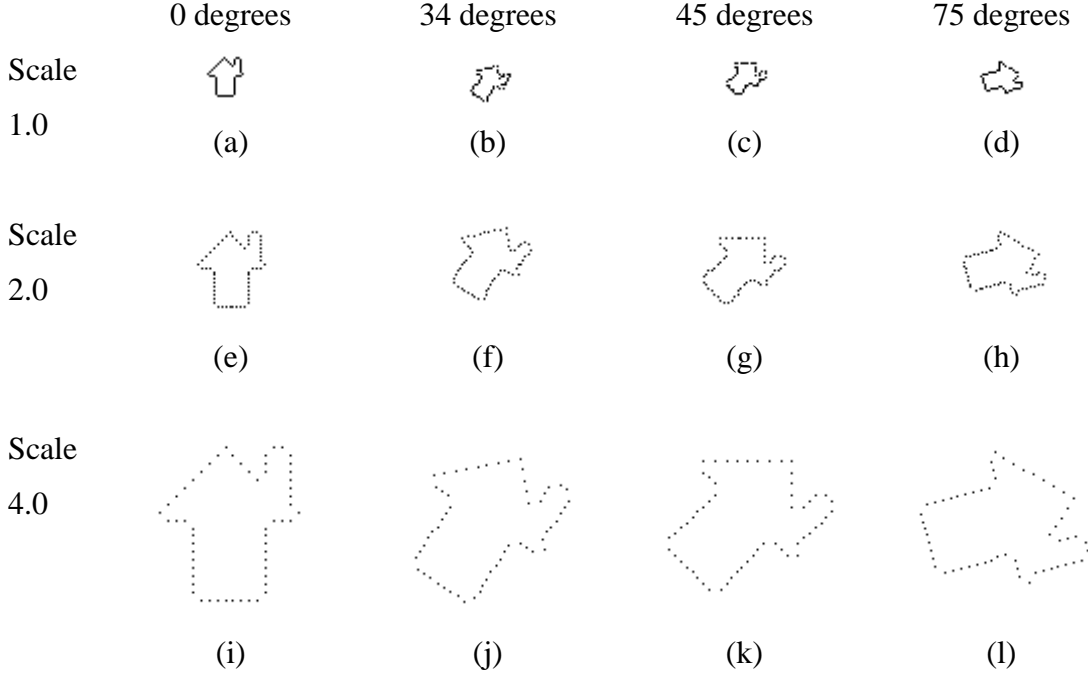 0 degrees 34 degrees 45 degrees 75 degrees
Scale
1.0
(a) (b) (c) (d)
Scale
2.0
(e) (f) (g) (h)
Scale
4.0
(i) (j) (k) (l)